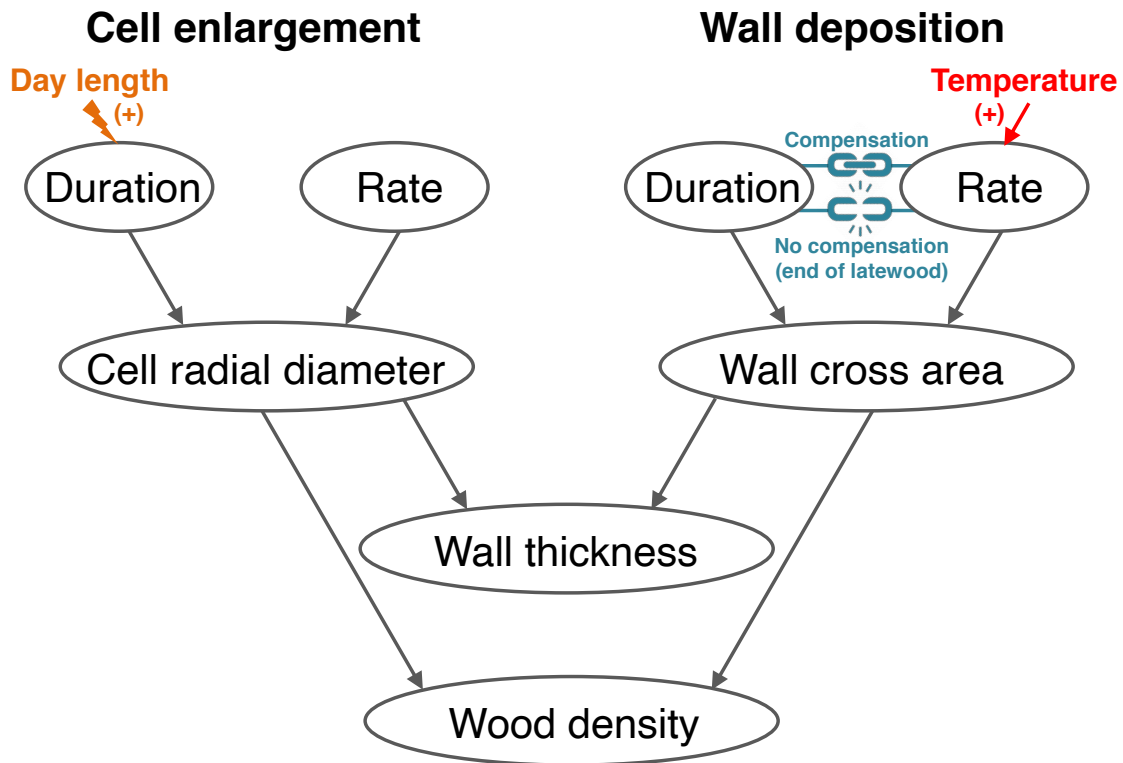 Cell enlargement
Wall deposition
Day length
(+)
Temperature
(+)
Compensation
Duration
Rate
Duration
Rate
No compensation
(end of latewood)
Cell radial diameter
Wall cross area
Wall thickness
Wood density